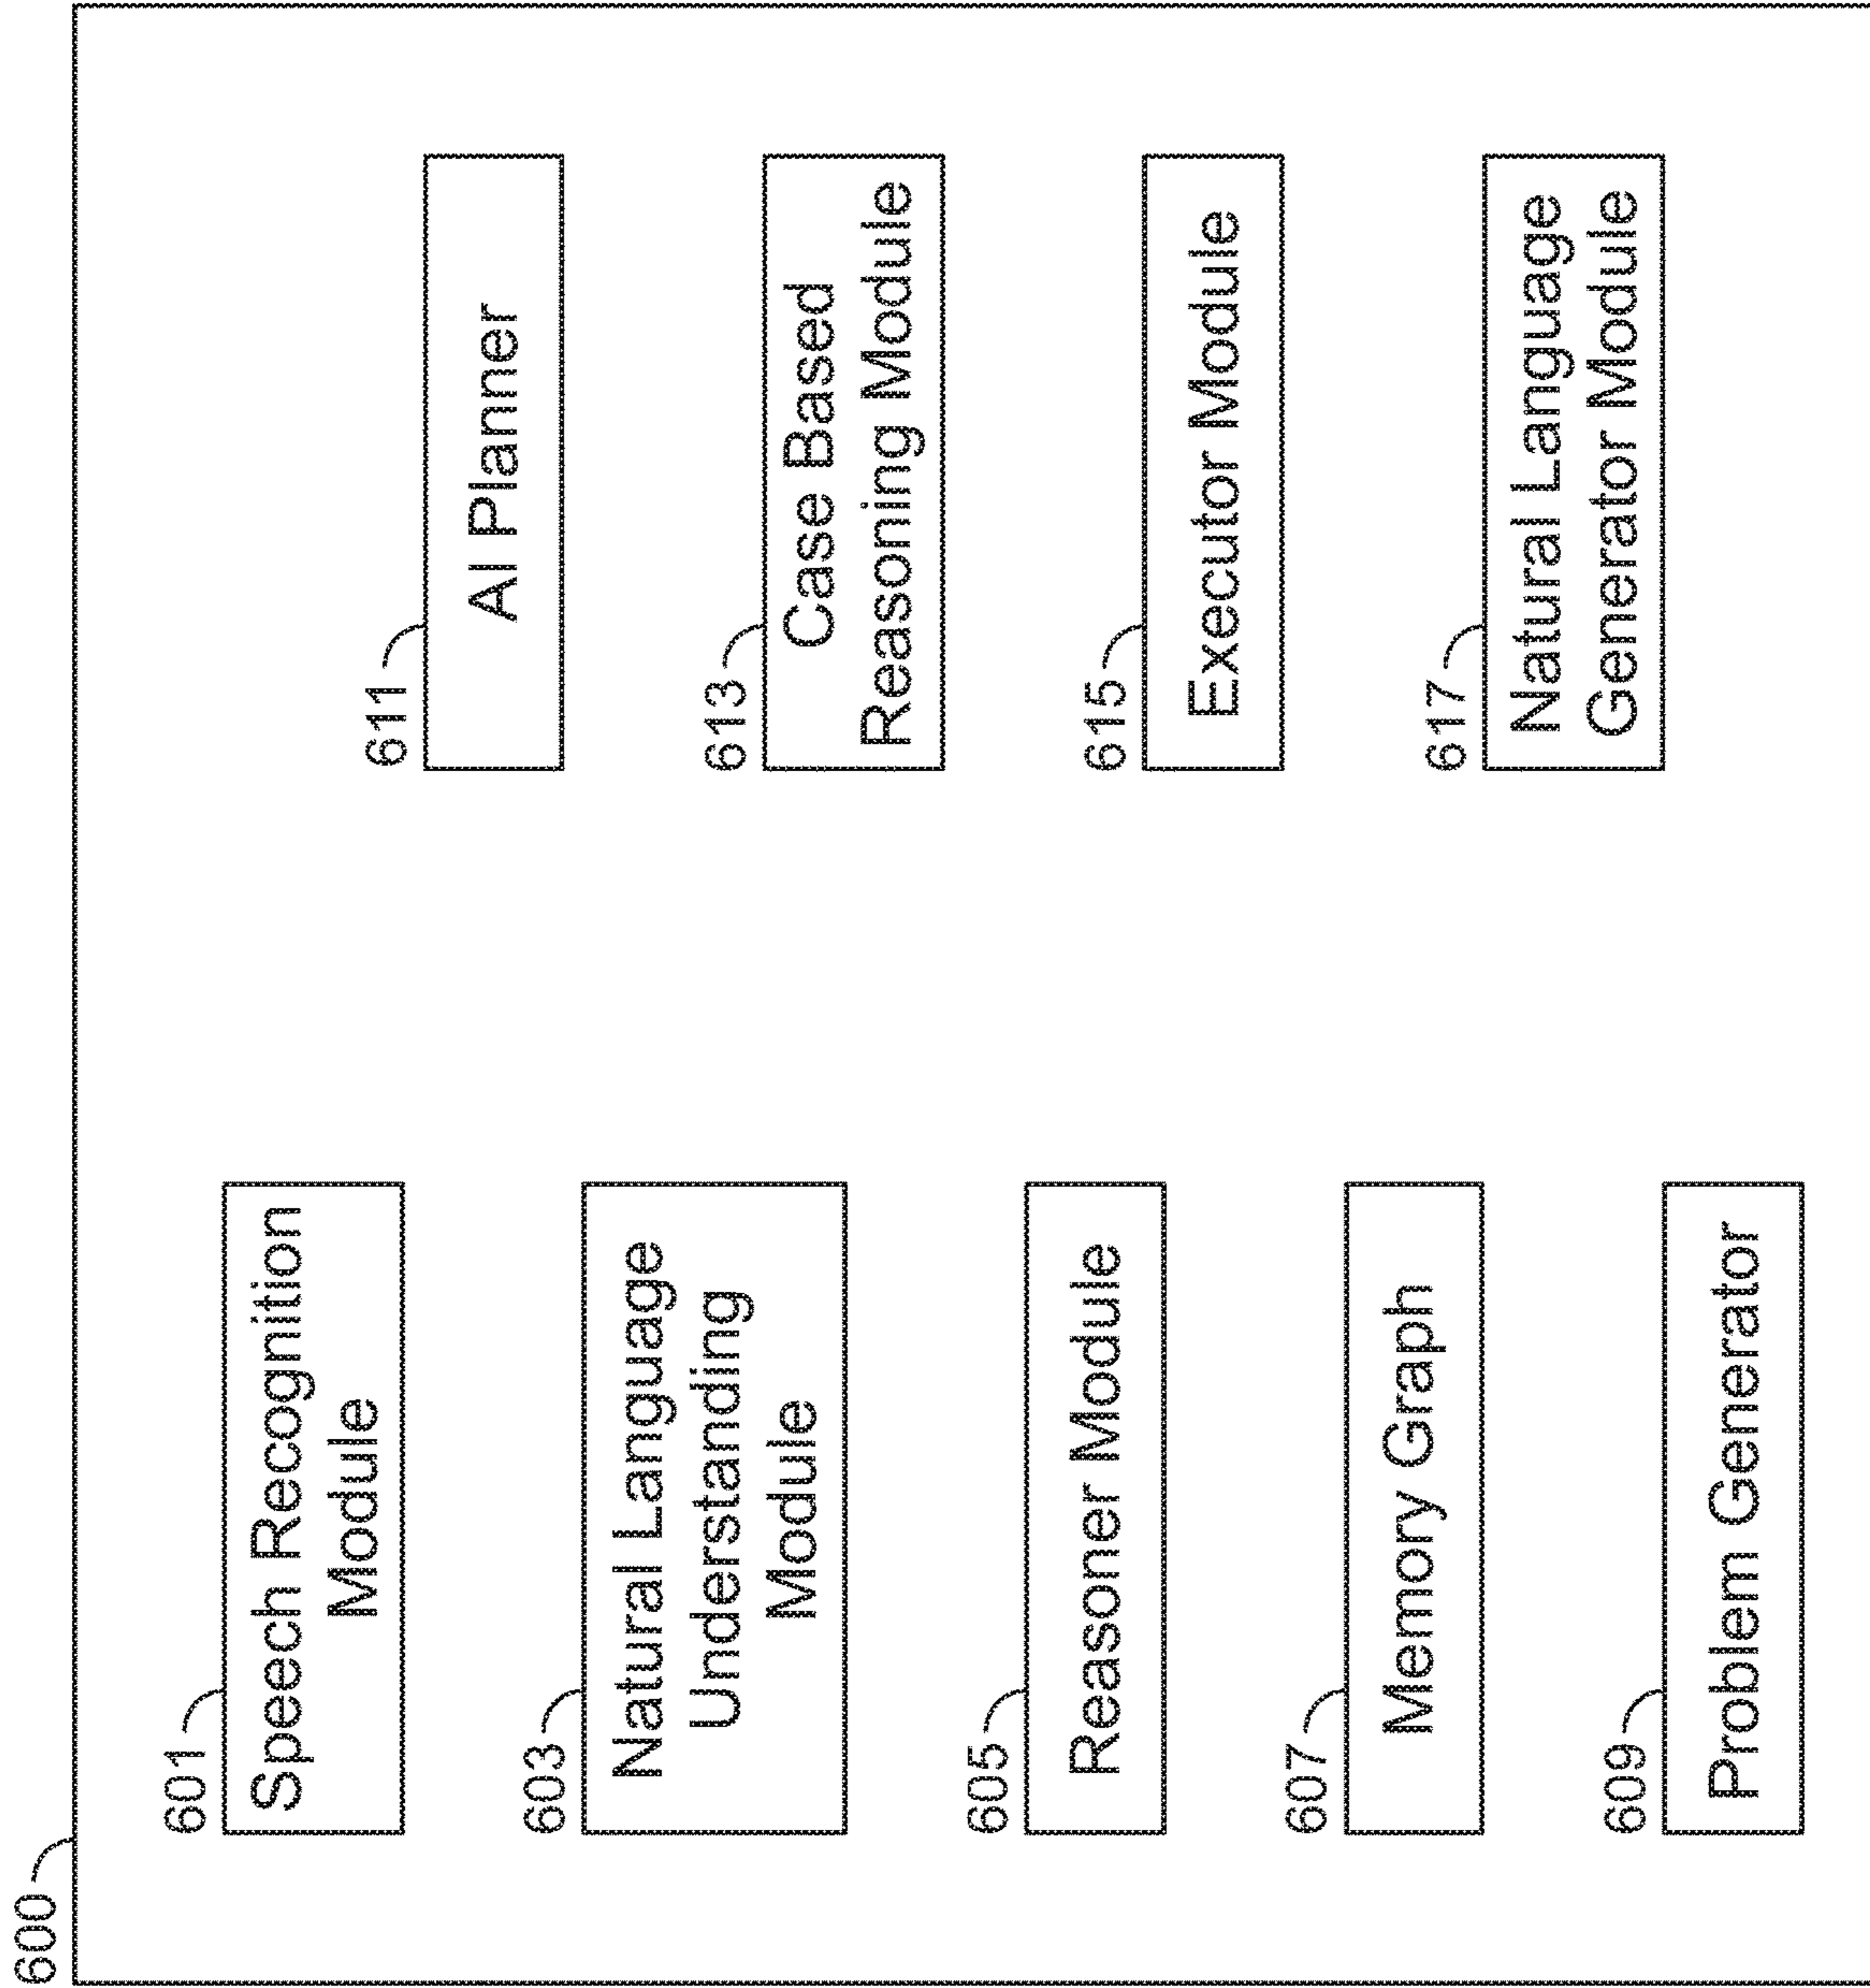 600
601
Speech Recognition
Module
603
Natural Language
Understanding
Module
605
Reasoner Module
607
Memory Graph
609
Problem Generator
611
AI Planner
613
Case Based
Reasoning Module
615
Executor Module
617
Natural Language
Generator Module